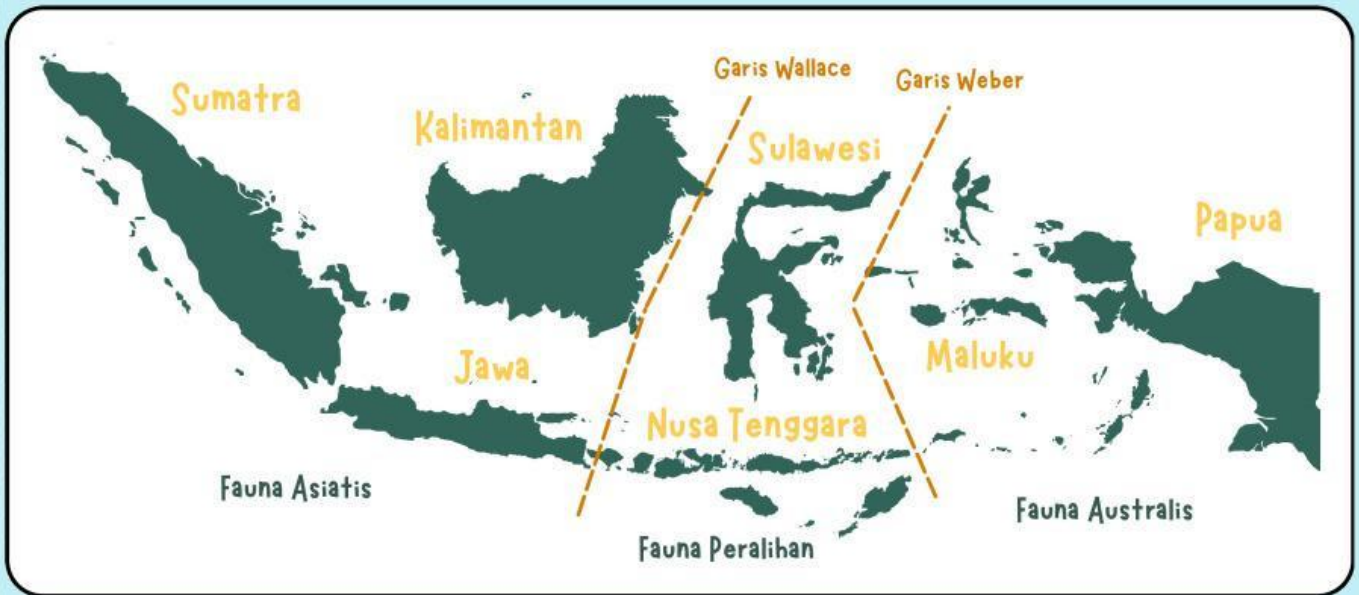 Garis Wallace
Garis Weber
Sumatra
Kalimantan
Sulawesi
Papua
Jawa
Maluku
Nusa Tenggara
Fauna Asiatis
Fauna Australis
Fauna Peralihan